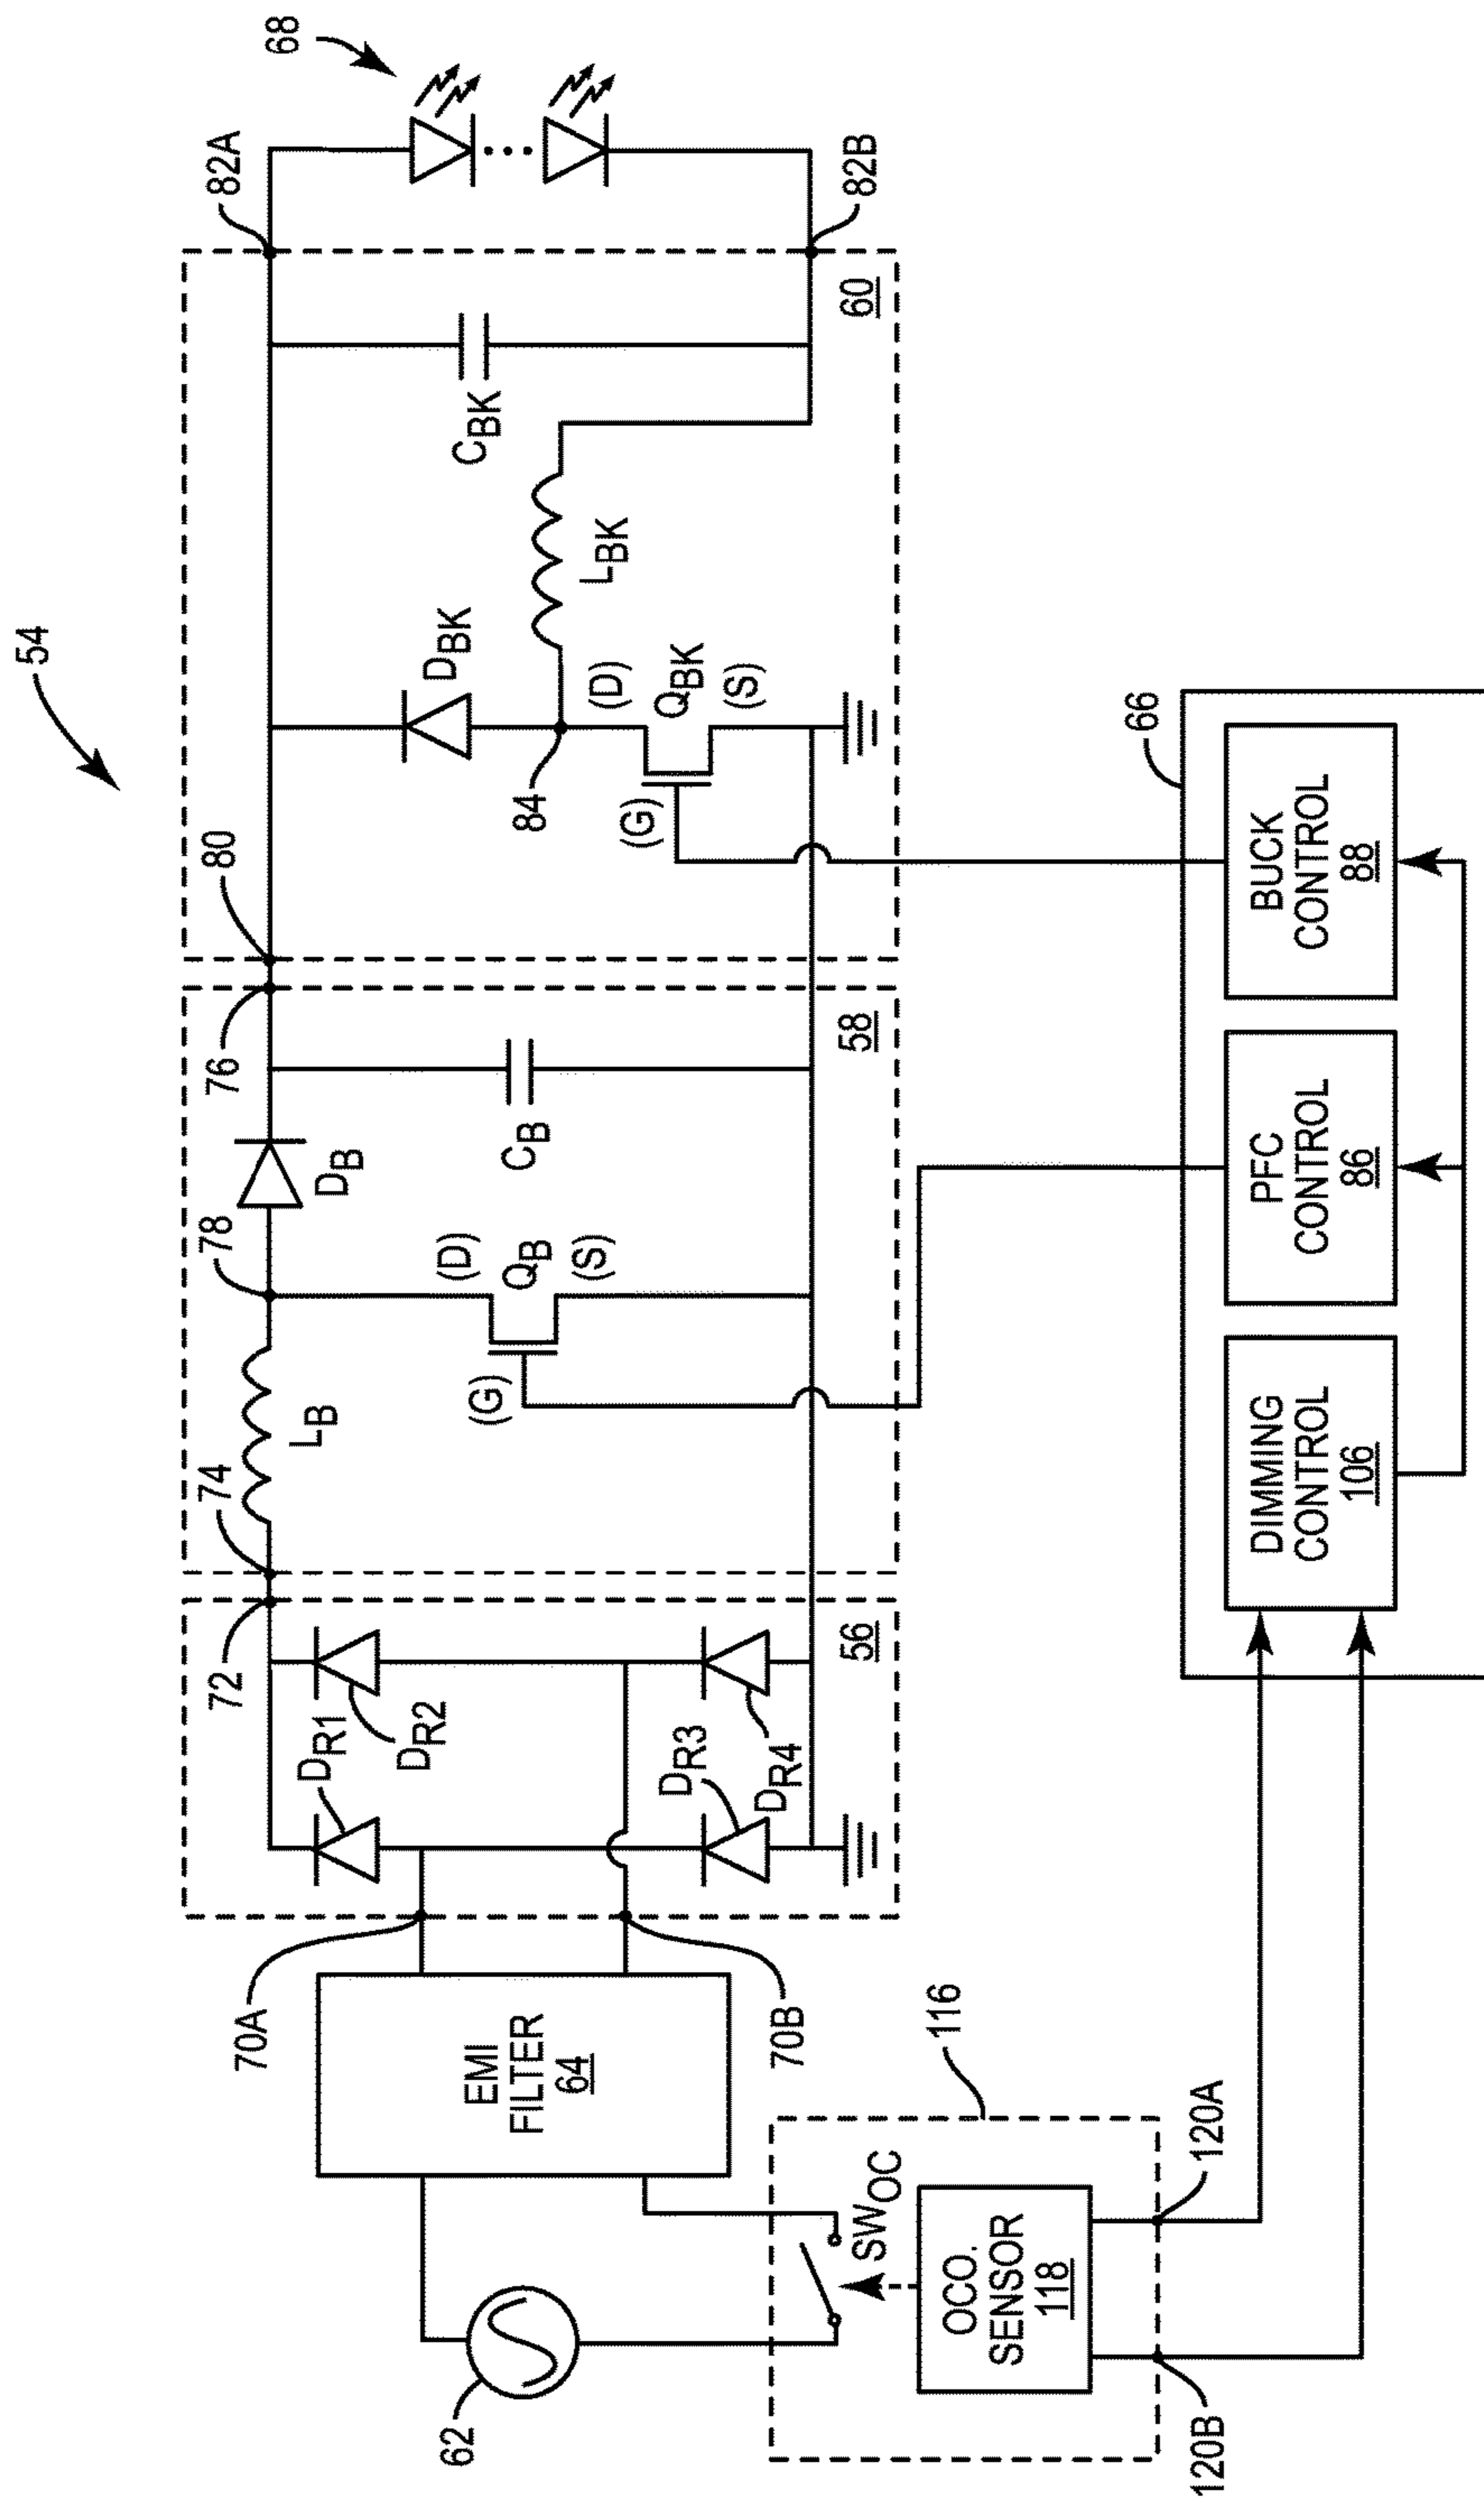 54
68
82A
82B
80
76
78
74
72
D_B
L_B
C_B
(D)
Q_B
(S)
(G)
58
D_BK
84
(D)
Q_BK
(S)
(G)
L_BK
C_BK
60
D_R1
D_R2
D_R3
D_R4
56
70A
70B
EMI
FILTER
64
62
116
SW_OC
OCO.
SENSOR
118
120A
120B
66
DIMMING
CONTROL
106
PFC
CONTROL
86
BUCK
CONTROL
88